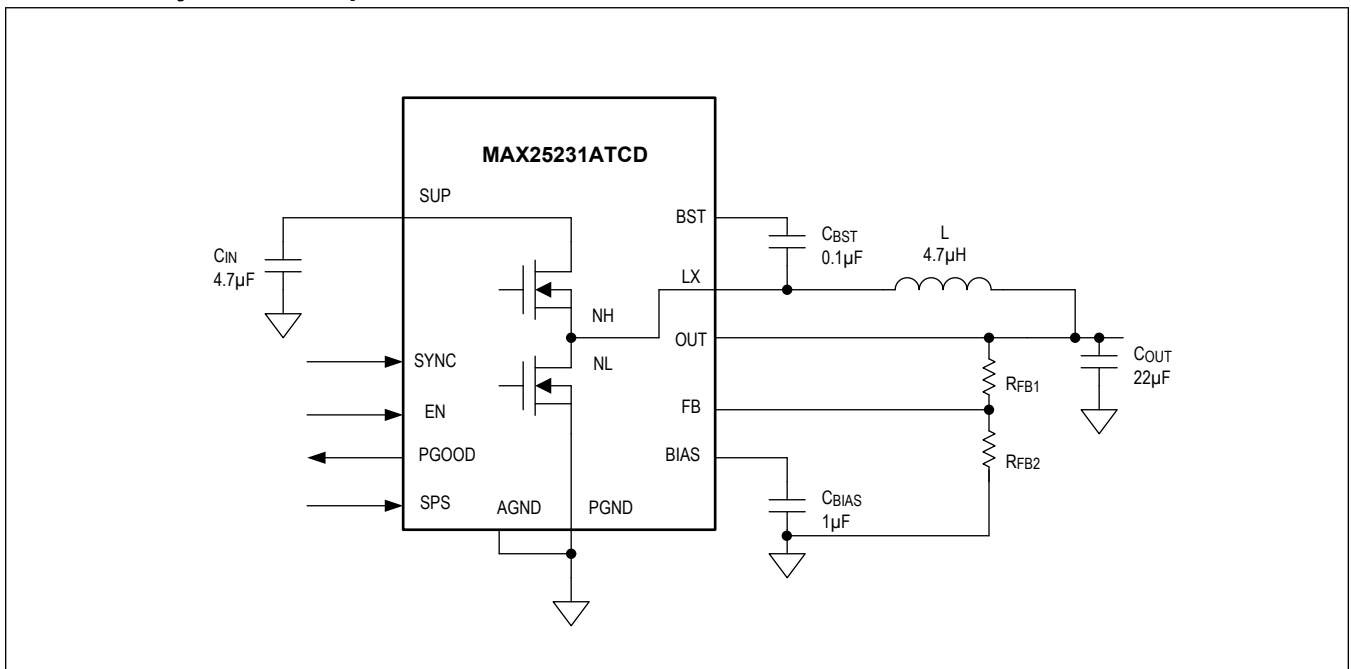 MAX25231ATCD
SUP
BST
CIN
4.7µF
CBST
0.1µF
L
4.7µH
LX
NH
OUT
SYNC
NL
COUT
22µF
RFB1
EN
FB
PGOOD
BIAS
RFB2
SPS
AGND
PGND
CBIAS
1µF